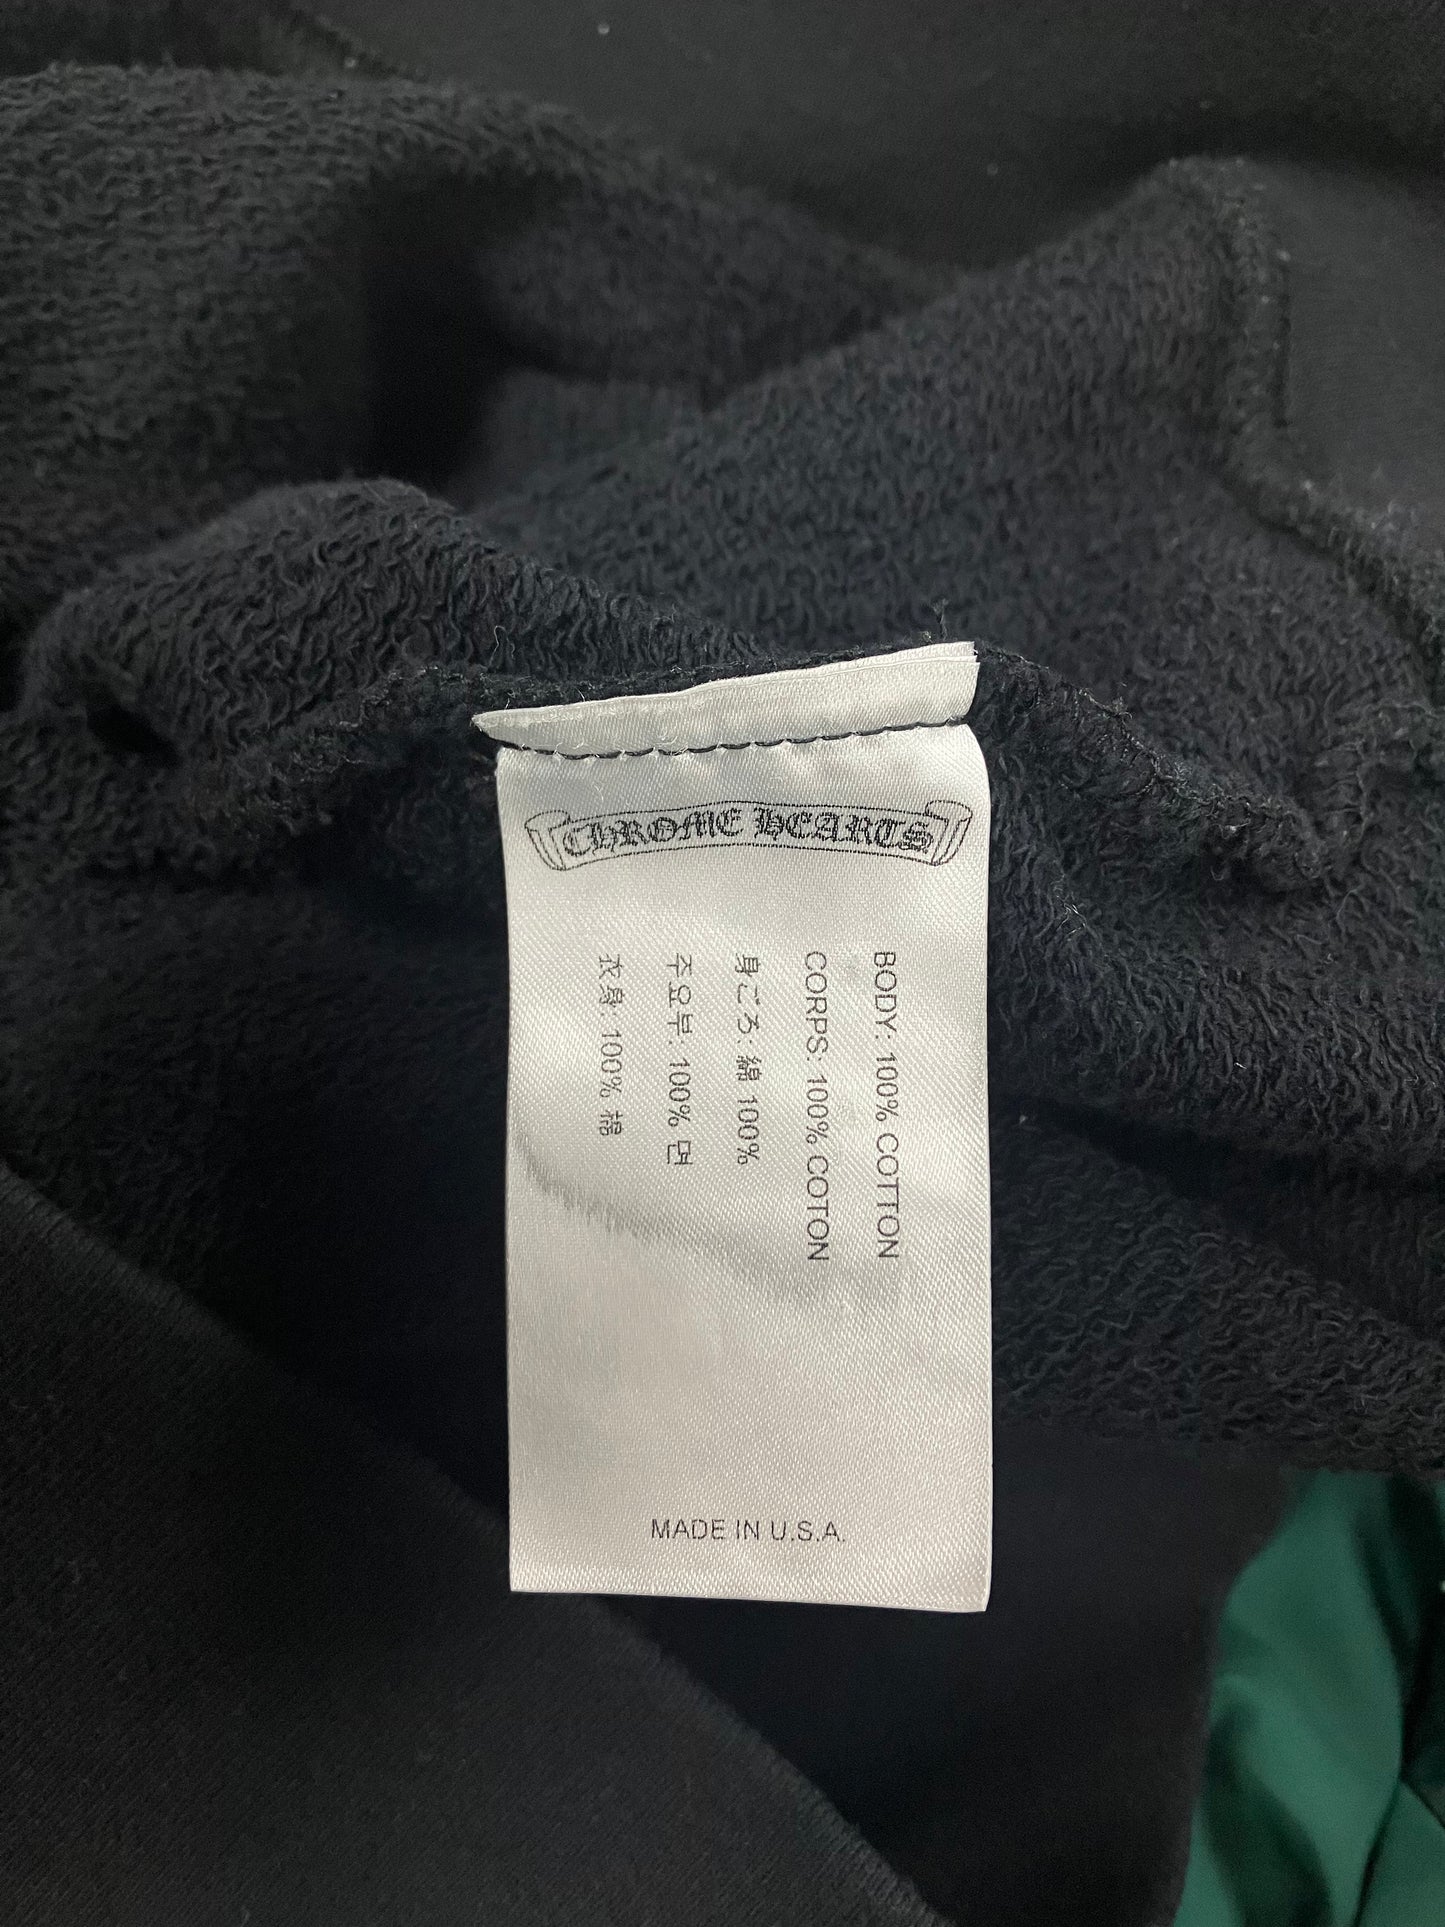 CHROME HEARTS
BODY: 100% COTTON
CORPS: 100% COTON
身ごろ: 綿 100%
주요부: 100% 면
衣身: 100% 棉
MADE IN U.S.A.